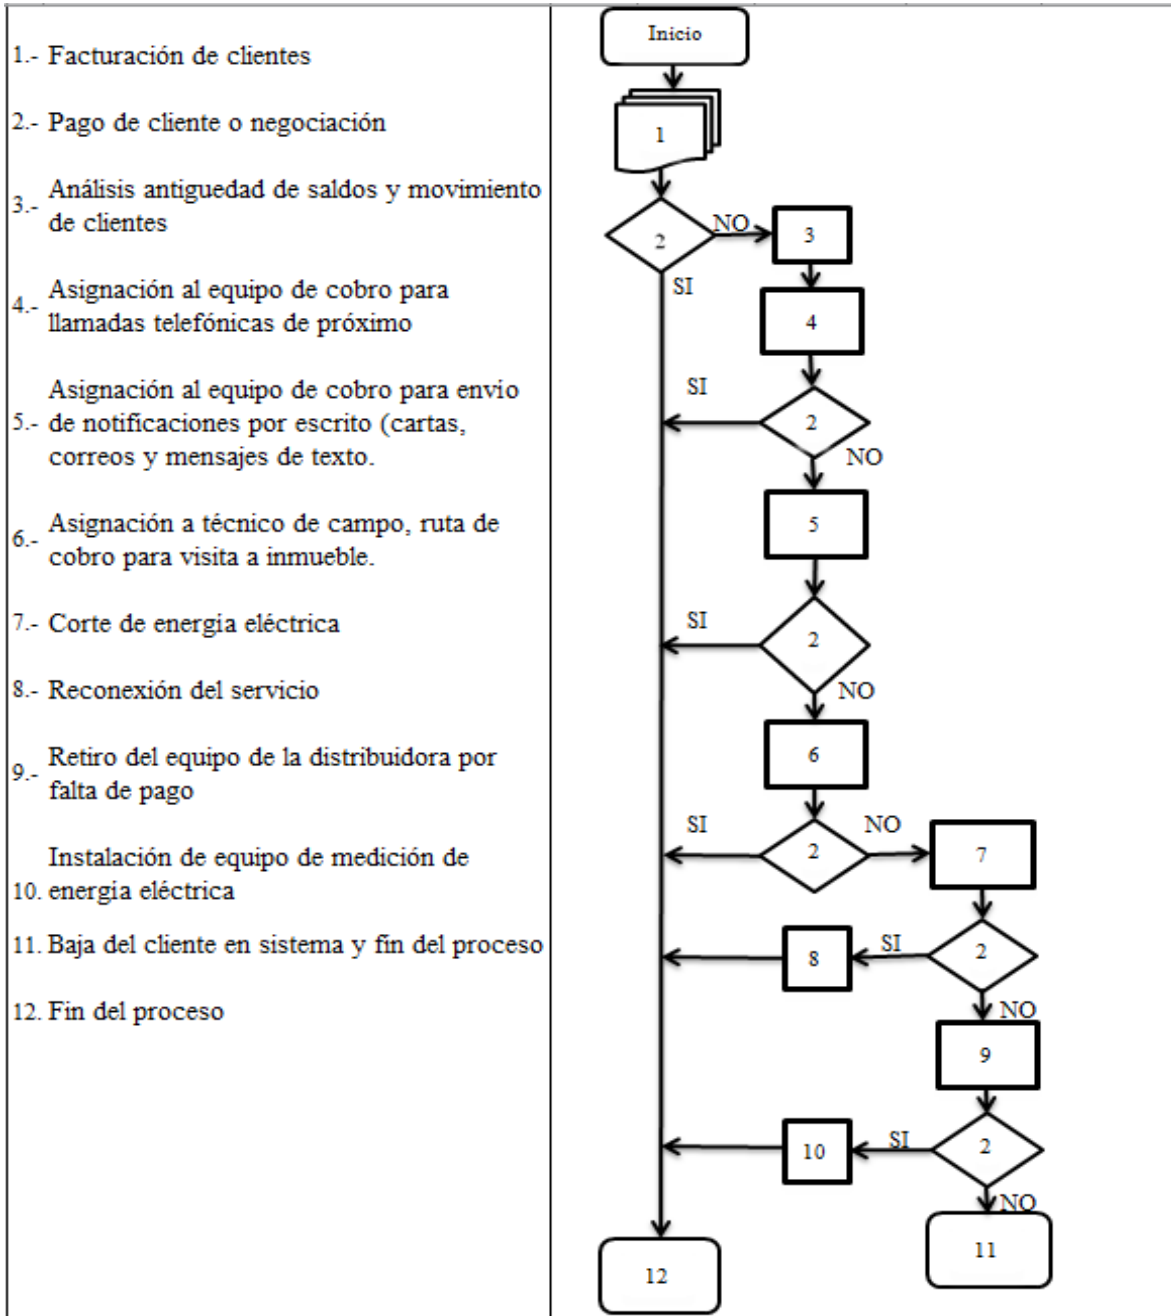 1.- Facturación de clientes
2.- Pago de cliente o negociación
3.- Análisis antiguedad de saldos y movimiento
de clientes
4.- Asignación al equipo de cobro para
llamadas telefónicas de próximo
Asignación al equipo de cobro para envio
5.- de notificaciones por escrito (cartas,
correos y mensajes de texto.
6.- Asignación a técnico de campo, ruta de
cobro para visita a inmueble.
7.- Corte de energia eléctrica
8.- Reconexión del servicio
9.- Retiro del equipo de la distribuidora por
falta de pago
Instalación de equipo de medición de
10. energia eléctrica
11. Baja del cliente en sistema y fin del proceso
12. Fin del proceso
Inicio
1
2
NO
3
SI
4
SI
2
NO
5
SI
2
NO
6
SI
2
NO
7
8
SI
2
NO
9
10
SI
2
NO
11
12